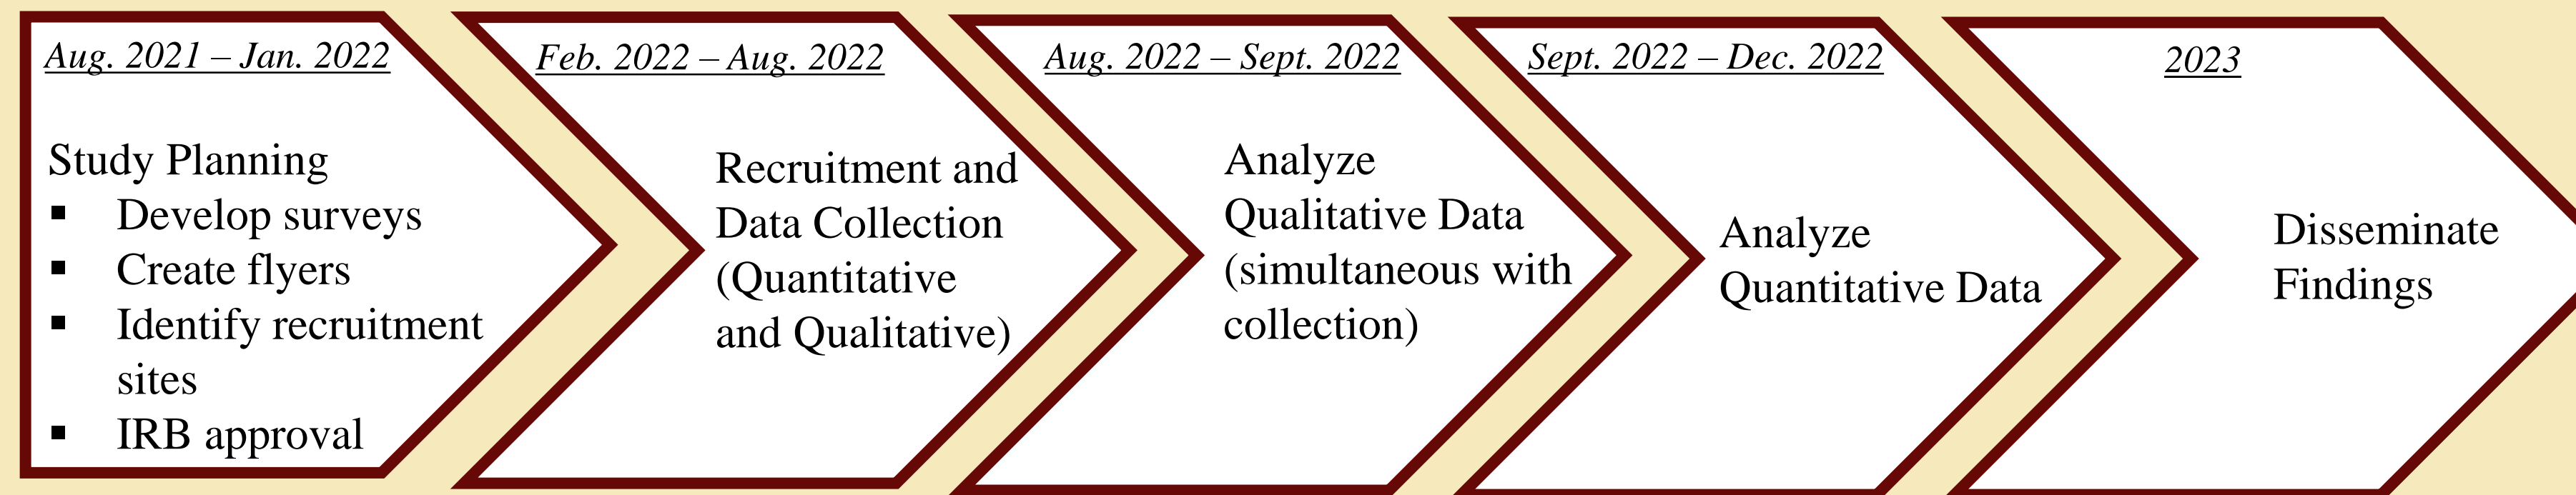 Aug. 2021 – Jan. 2022
Study Planning
▪ Develop surveys
▪ Create flyers
▪ Identify recruitment
sites
▪ IRB approval
Feb. 2022 – Aug. 2022
Recruitment and
Data Collection
(Quantitative
and Qualitative)
Aug. 2022 – Sept. 2022
Analyze
Qualitative Data
(simultaneous with
collection)
Sept. 2022 – Dec. 2022
Analyze
Quantitative Data
2023
Disseminate
Findings